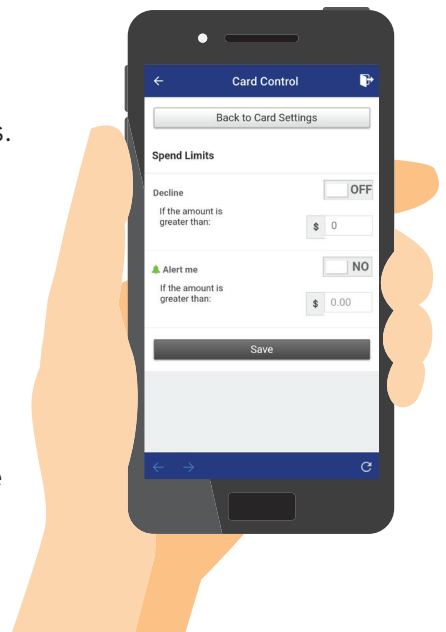 s.
Card Control
Back to Card Settings
Spend Limits
Decline
OFF
If the amount is
greater than:
$ 0
Alert me
NO
If the amount is
greater than:
$ 0.00
Save
e